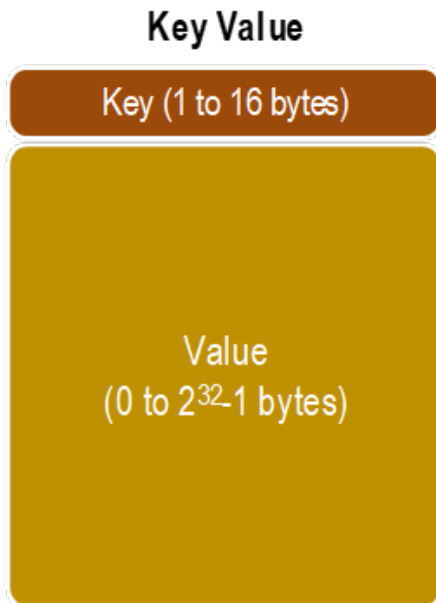 Key Value
Key (1 to 16 bytes)
Value
(0 to 2³²-1 bytes)